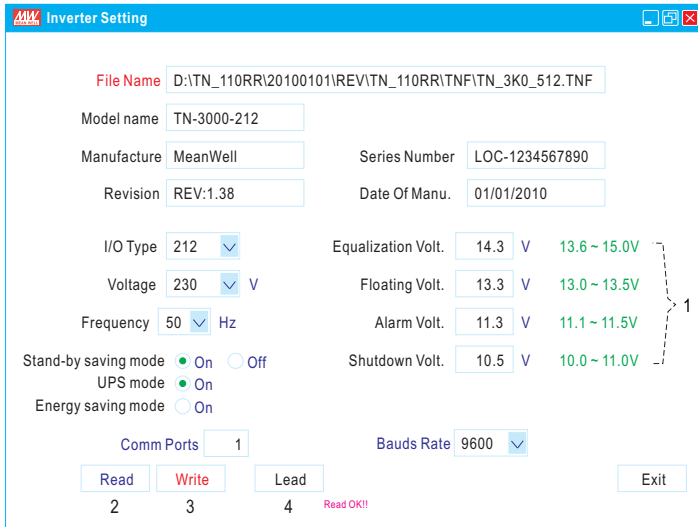 MW MEAN WELL Inverter Setting
File Name D:\TN_110RR\20100101\REV\TN_110RR\TNF\TN_3K0_512.TNF
Model name TN-3000-212
Manufacture MeanWell Series Number LOC-1234567890
Revision REV:1.38 Date Of Manu. 01/01/2010
I/O Type 212 Equalization Volt. 14.3 V 13.6 ~ 15.0V
Voltage 230 V Floating Volt. 13.3 V 13.0 ~ 13.5V
1
Frequency 50 Hz Alarm Volt. 11.3 V 11.1 ~ 11.5V
Stand-by saving mode On Off Shutdown Volt. 10.5 V 10.0 ~ 11.0V
UPS mode On
Energy saving mode On
Comm Ports 1 Bauds Rate 9600
Read Write Lead Exit
2 3 4 Read OK!!